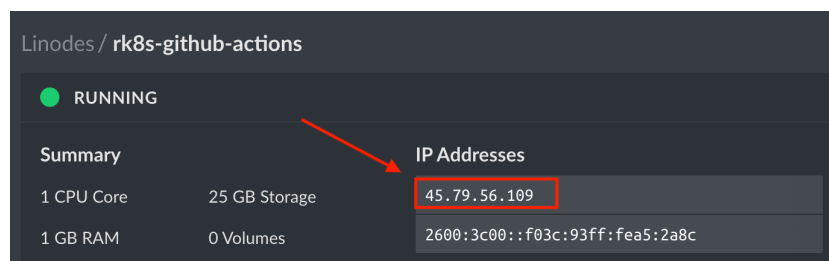 Linodes / rk8s-github-actions
RUNNING
Summary
IP Addresses
1 CPU Core
25 GB Storage
45.79.56.109
1 GB RAM
0 Volumes
2600:3c00::f03c:93ff:fea5:2a8c